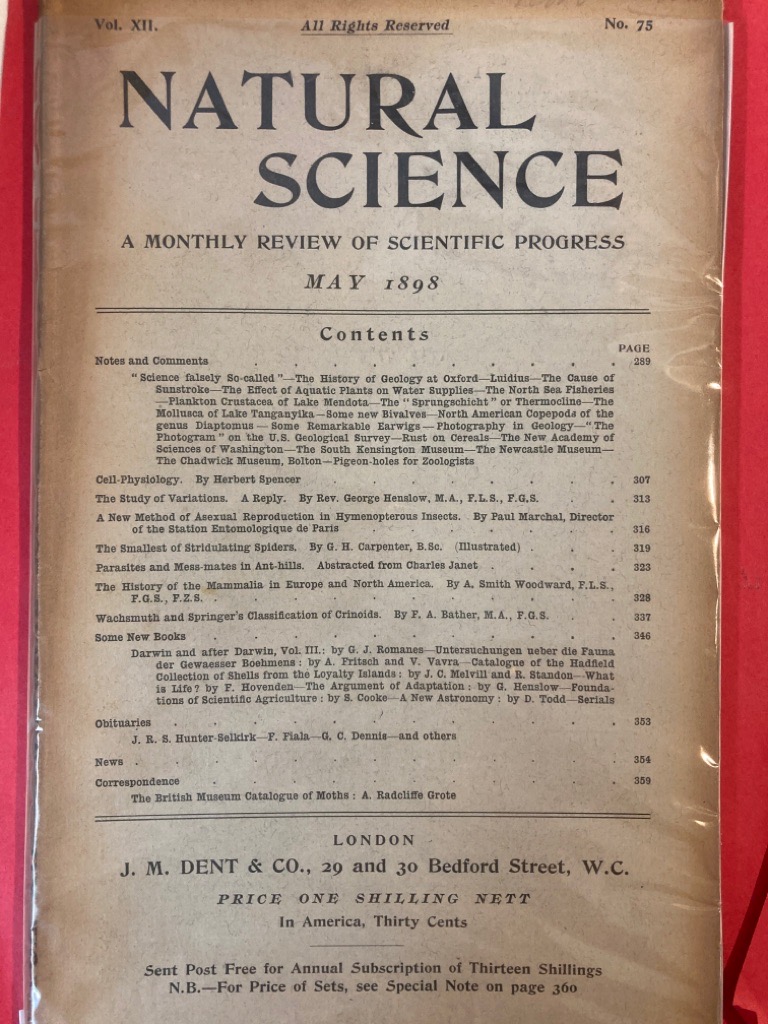 Vol. XII.
All Rights Reserved
No. 75
NATURAL
SCIENCE
A MONTHLY REVIEW OF SCIENTIFIC PROGRESS
MAY 1898
Contents
PAGE
Notes and Comments . . . . . . . . . . 289
"Science falsely So-called"—The History of Geology at Oxford—Luidius—The Cause of
Sunstroke—The Effect of Aquatic Plants on Water Supplies—The North Sea Fisheries
—Plankton Crustacea of Lake Mendota—The "Sprungschicht" or Thermocline—The
Mollusca of Lake Tanganyika—Some new Bivalves—North American Copepods of the
genus Diaptomus—Some Remarkable Earwigs—Photography in Geology—"The
Photogram" on the U.S. Geological Survey—Rust on Cereals—The New Academy of
Sciences of Washington—The South Kensington Museum—The Newcastle Museum—
The Chadwick Museum, Bolton—Pigeon-holes for Zoologists
Cell-Physiology. By Herbert Spencer . . . . . . . 307
The Study of Variations. A Reply. By Rev. George Henslow, M.A., F.L.S., F.G.S. . . 313
A New Method of Asexual Reproduction in Hymenopterous Insects. By Paul Marchal, Director
of the Station Entomologique de Paris . . . . . . . 316
The Smallest of Stridulating Spiders. By G. H. Carpenter, B.Sc. (Illustrated) . . . 319
Parasites and Mess-mates in Ant-hills. Abstracted from Charles Janet . . . . 323
The History of the Mammalia in Europe and North America. By A. Smith Woodward, F.L.S.,
F.G.S., F.Z.S. . . . . . . . . . . 328
Wachsmuth and Springer's Classification of Crinoids. By F. A. Bather, M.A., F.G.S. . . 337
Some New Books . . . . . . . . . . 346
Darwin and after Darwin, Vol. III.: by G. J. Romanes—Untersuchungen ueber die Fauna
der Gewaesser Boehmens: by A. Fritsch and V. Vavra—Catalogue of the Hadfield
Collection of Shells from the Loyalty Islands: by J. C. Melvill and R. Standon—What
is Life? by F. Hovenden—The Argument of Adaptation: by G. Henslow—Founda-
tions of Scientific Agriculture: by S. Cooke—A New Astronomy: by D. Todd—Serials
Obituaries . . . . . . . . . . . 353
J. R. S. Hunter-Selkirk—F. Fiala—G. C. Dennis—and others
News . . . . . . . . . . . . 354
Correspondence . . . . . . . . . . 359
The British Museum Catalogue of Moths: A. Radcliffe Grote
LONDON
J. M. DENT & CO., 29 and 30 Bedford Street, W.C.
PRICE ONE SHILLING NETT
In America, Thirty Cents
Sent Post Free for Annual Subscription of Thirteen Shillings
N.B.—For Price of Sets, see Special Note on page 360